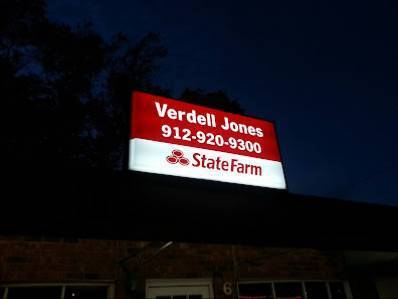 Verdell Jones
912-920-9300
State Farm
6